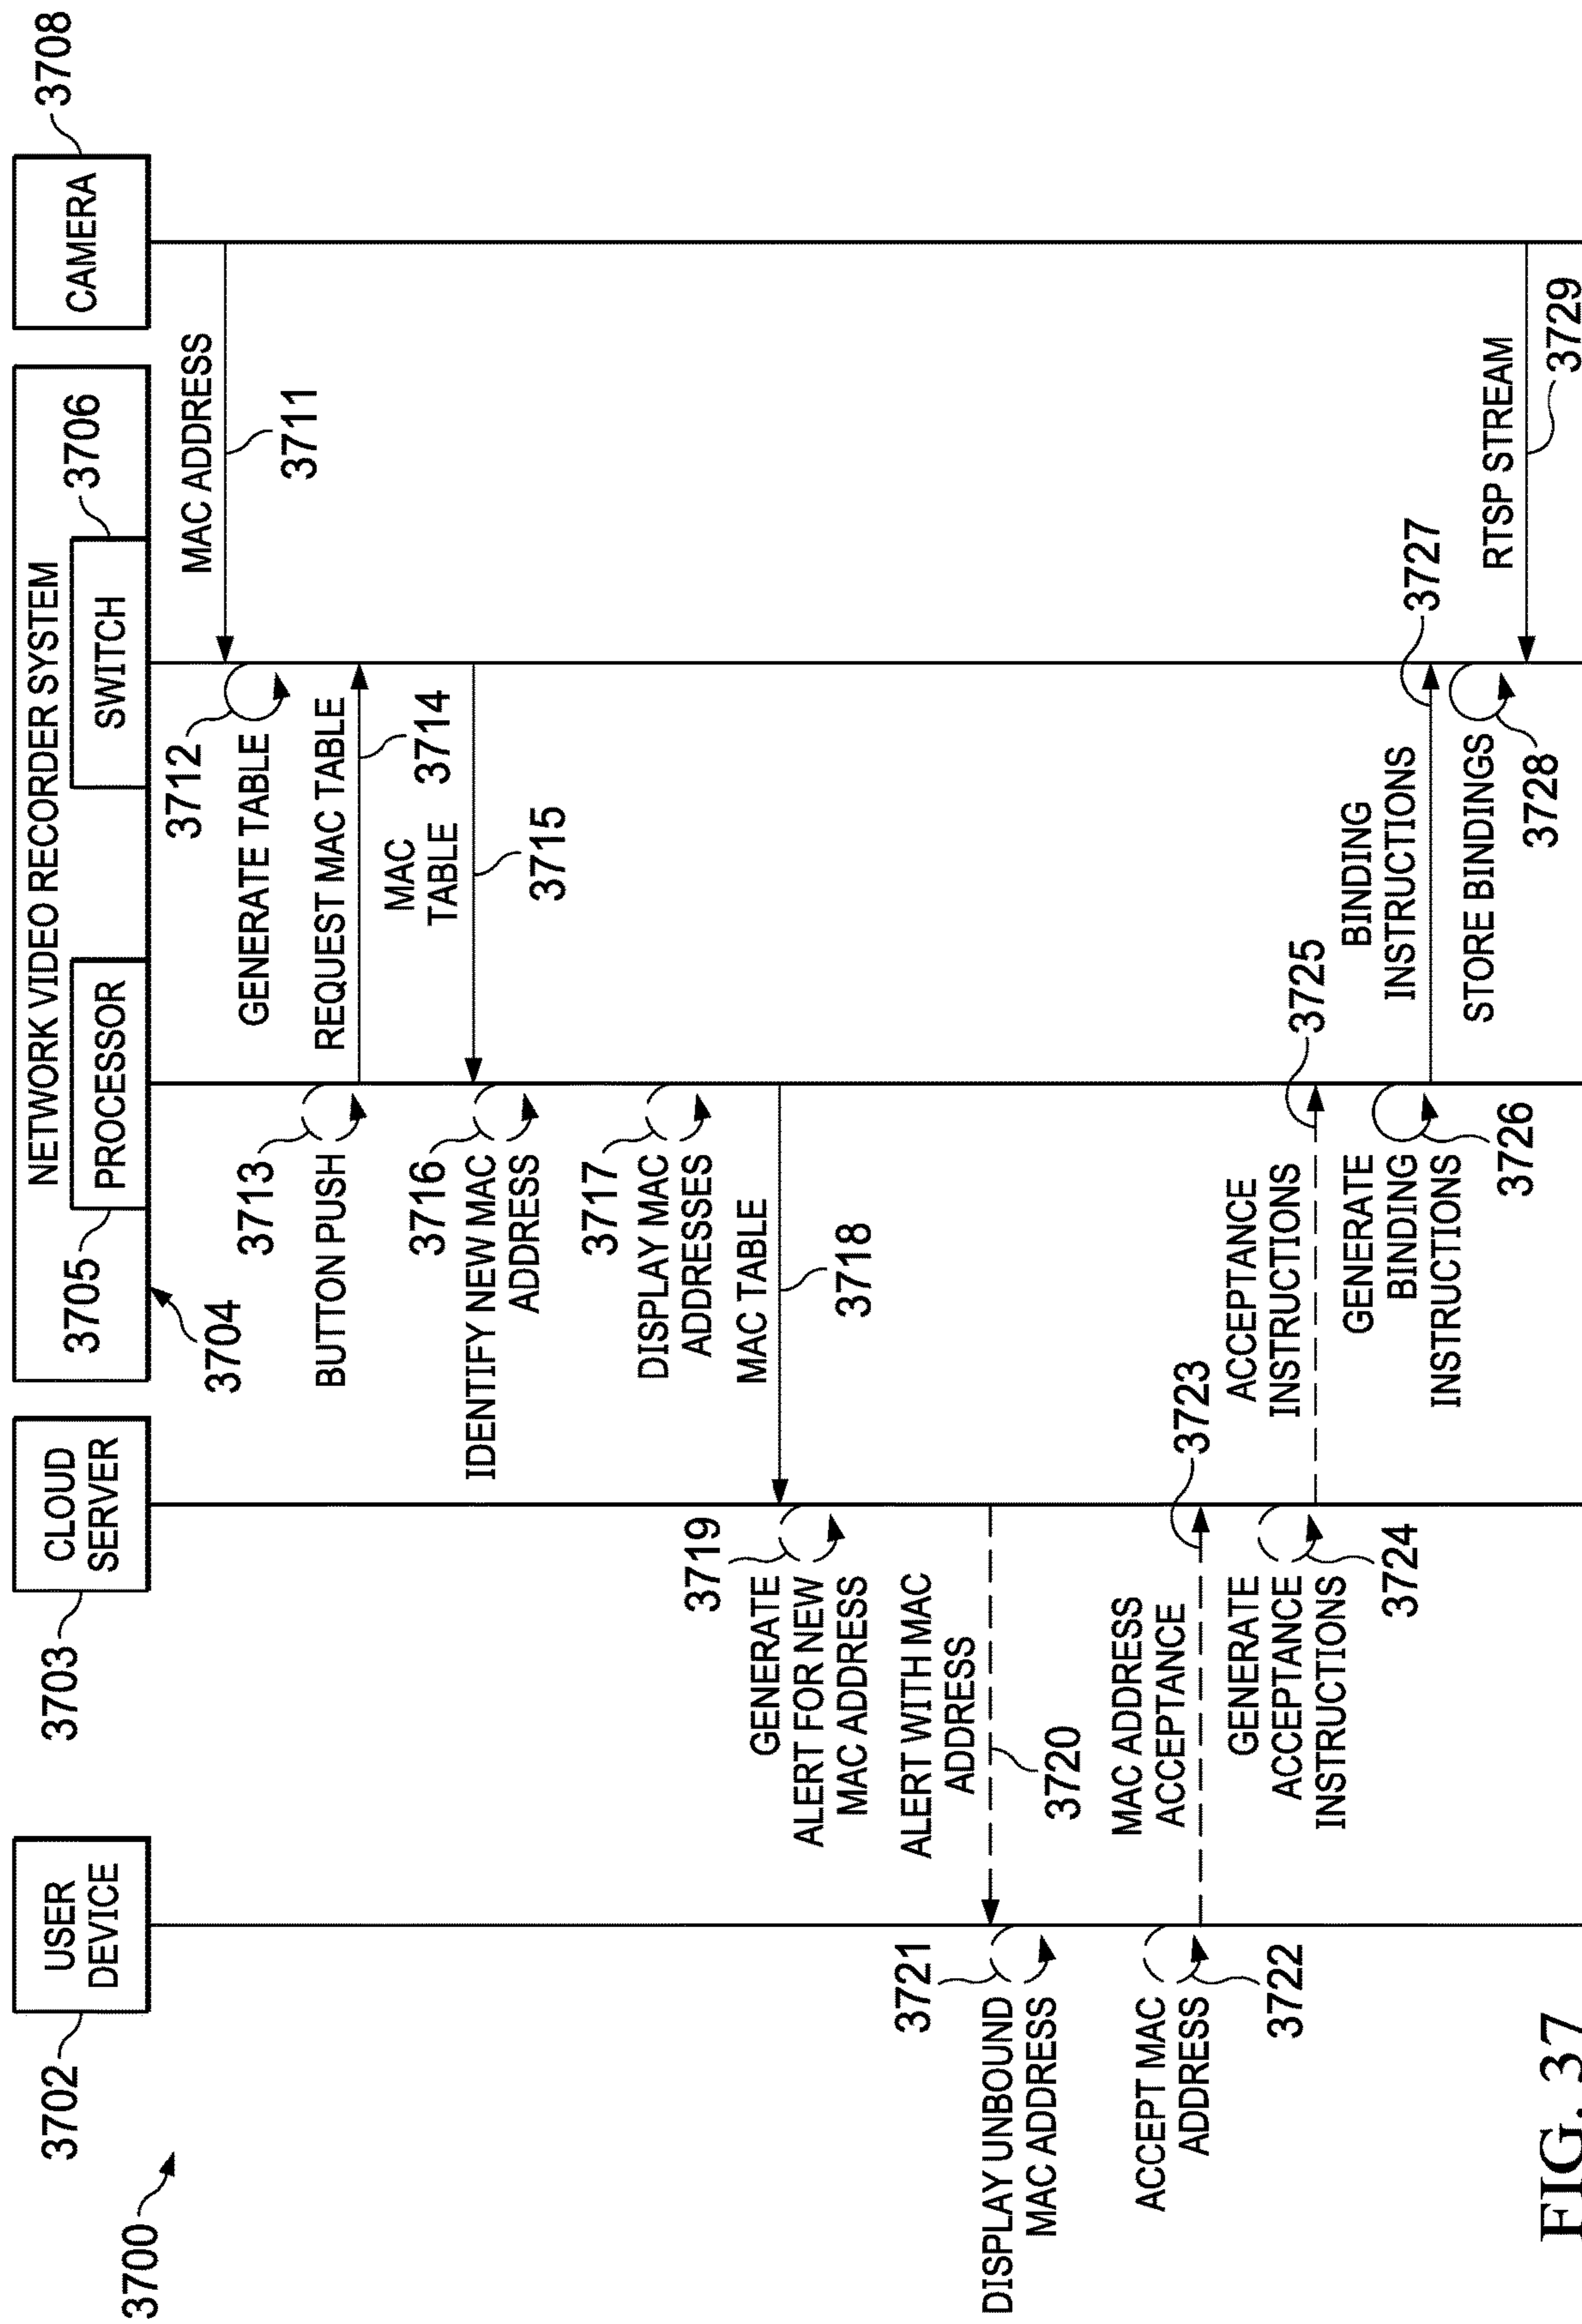 3700
3702
USER
DEVICE
3703
CLOUD
SERVER
3704
NETWORK VIDEO RECORDER SYSTEM
3705
PROCESSOR
SWITCH
3706
CAMERA
3708
MAC ADDRESS
3711
3712
GENERATE TABLE
3713
BUTTON PUSH
REQUEST MAC TABLE
3714
MAC
TABLE
3715
3716
IDENTIFY NEW MAC
ADDRESS
3717
DISPLAY MAC
ADDRESSES
MAC TABLE
3718
3719
GENERATE
ALERT FOR NEW
MAC ADDRESS
ALERT WITH MAC
ADDRESS
3720
3721
DISPLAY UNBOUND
MAC ADDRESS
ACCEPT MAC
ADDRESS
3722
MAC ADDRESS
ACCEPTANCE
3723
GENERATE
ACCEPTANCE
INSTRUCTIONS
3724
ACCEPTANCE
INSTRUCTIONS
3725
GENERATE
BINDING
INSTRUCTIONS
3726
BINDING
INSTRUCTIONS
3727
STORE BINDINGS
3728
RTSP STREAM
3729
FIG. 37